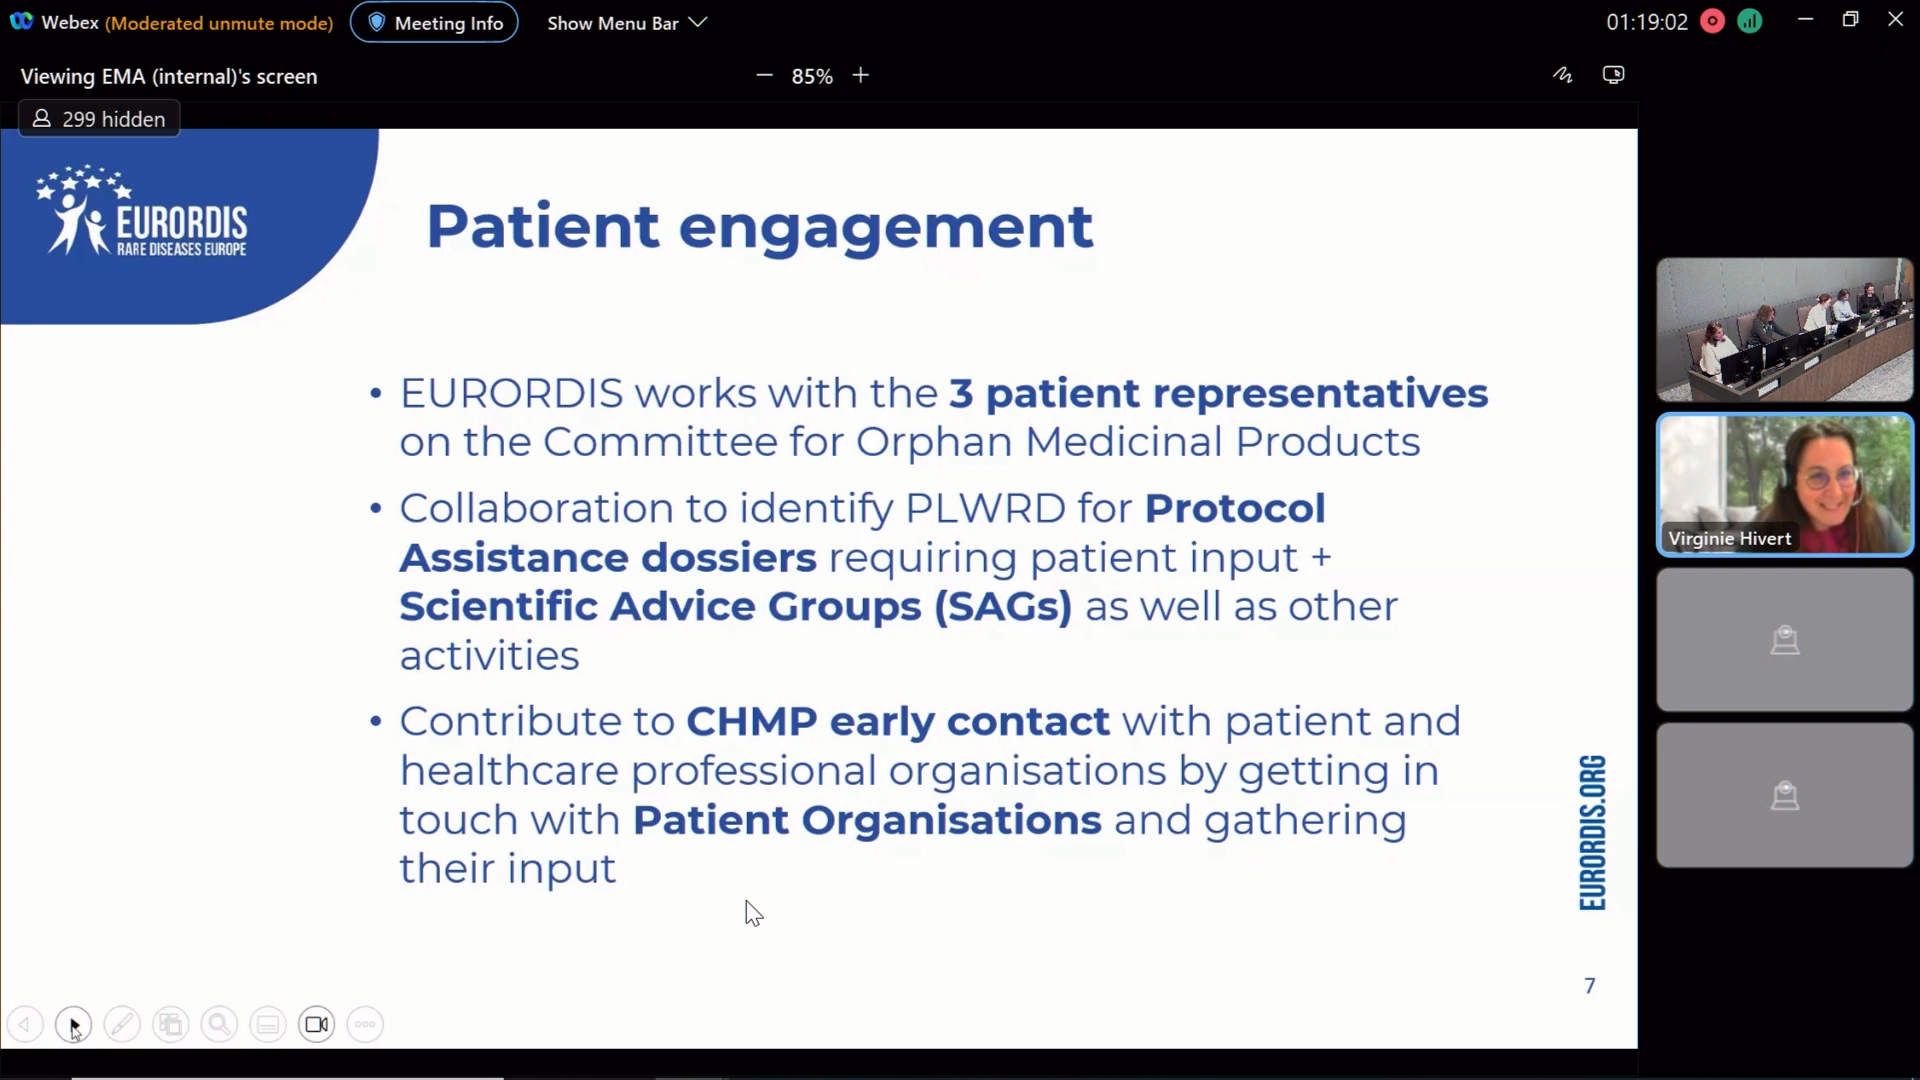 Webex (Moderated unmute mode) Meeting Info Show Menu Bar 01:19:02
Viewing EMA (internal)'s screen 85%
299 hidden
EURORDIS
RARE DISEASES EUROPE
Patient engagement
• EURORDIS works with the 3 patient representatives
on the Committee for Orphan Medicinal Products
• Collaboration to identify PLWRD for Protocol
Assistance dossiers requiring patient input +
Scientific Advice Groups (SAGs) as well as other
activities
• Contribute to CHMP early contact with patient and
healthcare professional organisations by getting in
touch with Patient Organisations and gathering
their input
EURORDIS.ORG
7
Virginie Hivert